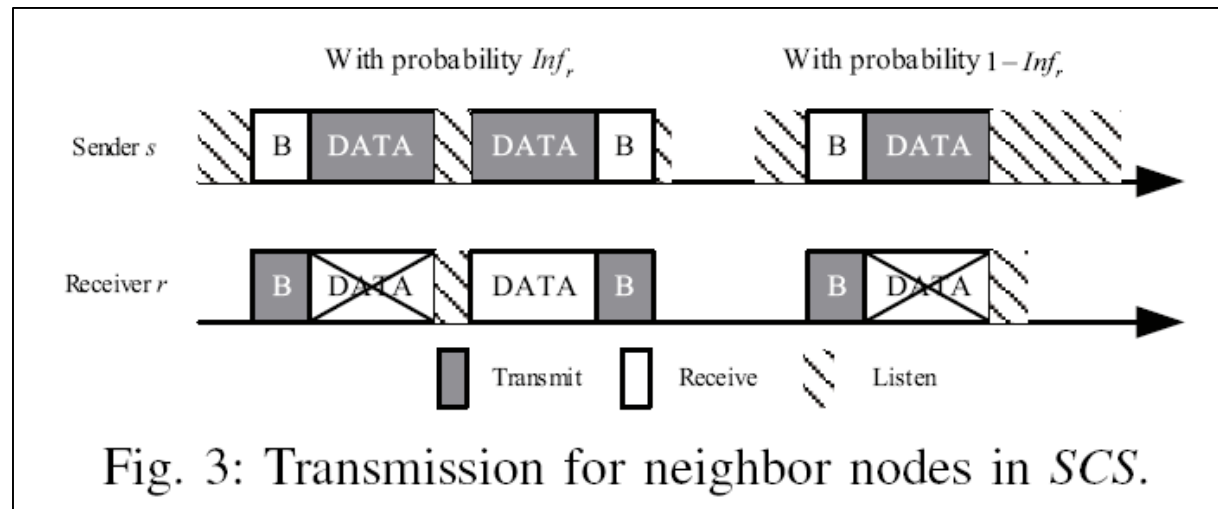 With probability Inf_r With probability 1 – Inf_r
Sender s B DATA DATA B B DATA
Receiver r B DATA DATA B B DATA
Transmit Receive Listen
Fig. 3: Transmission for neighbor nodes in SCS.